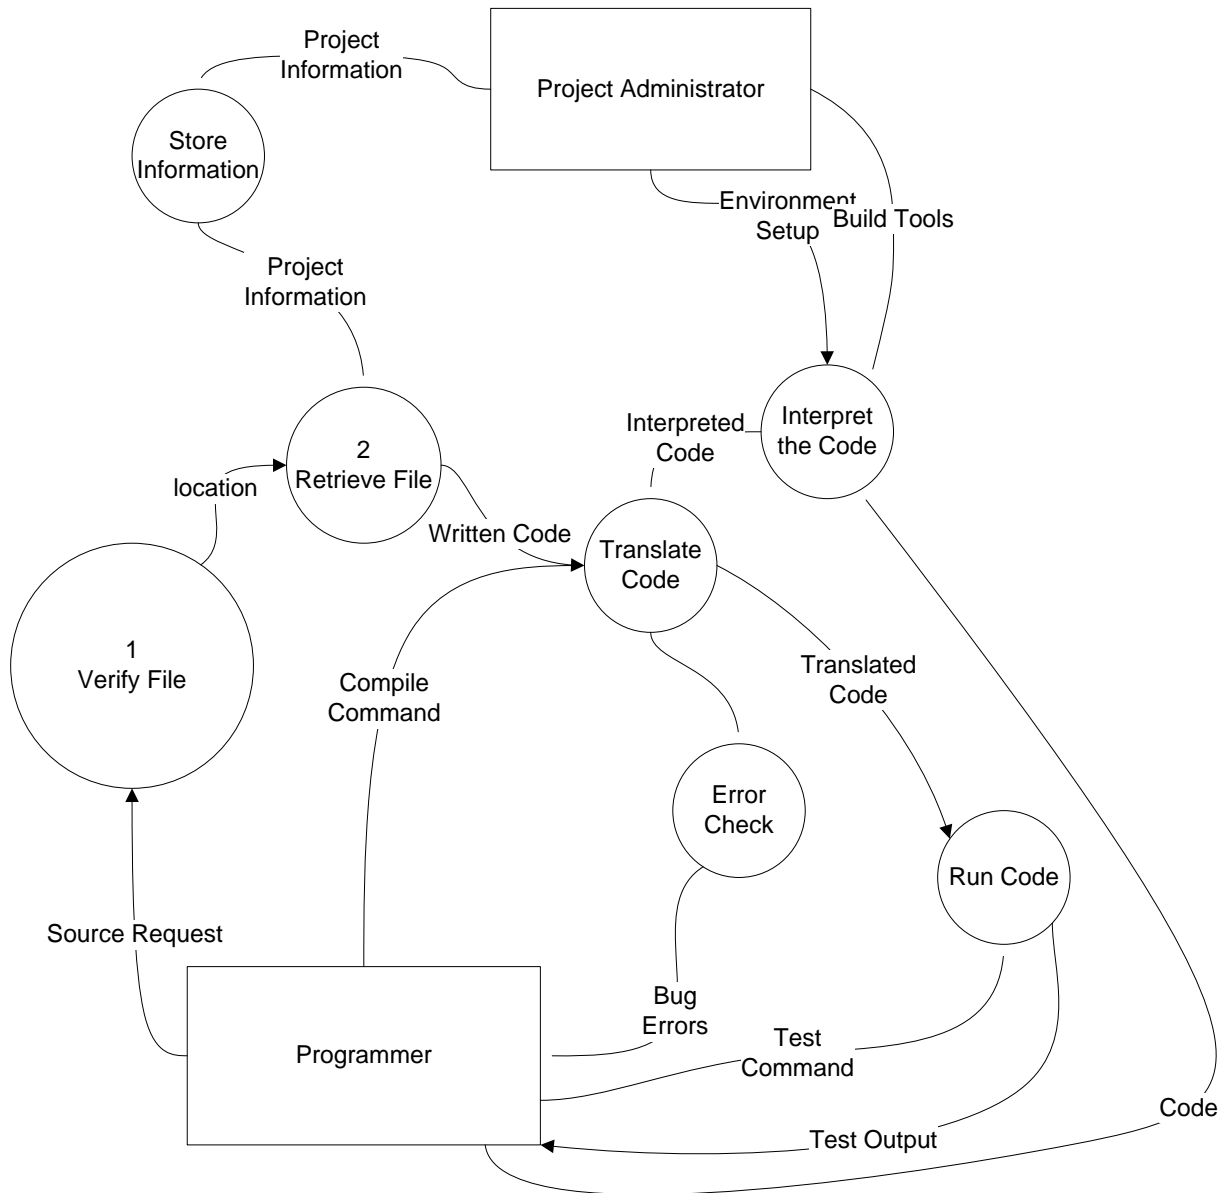 Project
Information
Project Administrator
Store
Information
Environment
Setup
Build Tools
Project
Information
Interpreted
Code
Interpret
the Code
2
Retrieve File
location
Written Code
Translate
Code
1
Verify File
Compile
Command
Translated
Code
Error
Check
Run Code
Source Request
Bug
Errors
Programmer
Test
Command
Code
Test Output